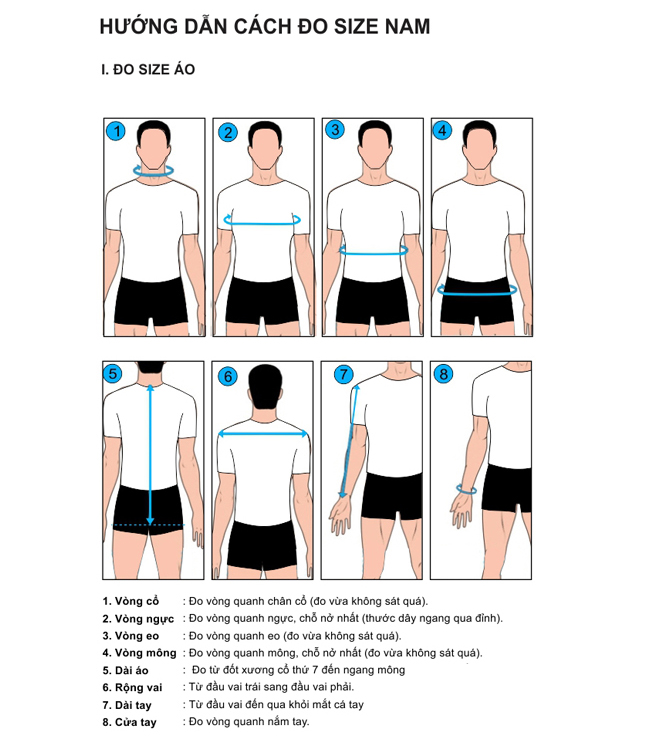 HƯỚNG DẪN CÁCH ĐO SIZE NAM
I. ĐO SIZE ÁO
1 2 3 4
5 6 7 8
1. Vòng cổ : Đo vòng quanh chân cổ (đo vừa không sát quá).
2. Vòng ngực : Đo vòng quanh ngực, chỗ nở nhất (thước dây ngang qua đỉnh).
3. Vòng eo : Đo vòng quanh eo (đo vừa không sát quá).
4. Vòng mông : Đo vòng quanh mông, chỗ nở nhất (đo vừa không sát quá).
5. Dài áo : Đo từ đốt xương cổ thứ 7 đến ngang mông
6. Rộng vai : Từ đầu vai trái sang đầu vai phải.
7. Dài tay : Từ đầu vai đến qua khỏi mắt cá tay
8. Cửa tay : Đo vòng quanh nắm tay.